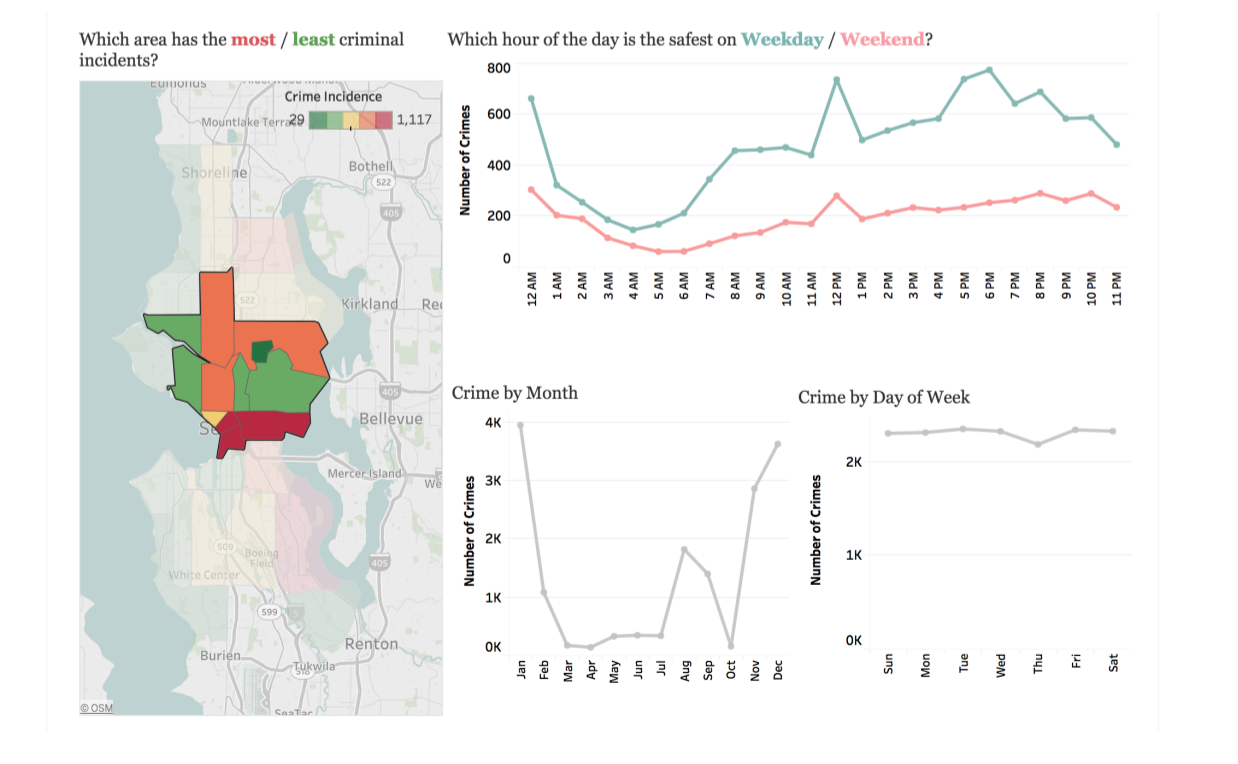 Which area has the most / least criminal
incidents?
Which hour of the day is the safest on Weekday / Weekend?
Edmonds
Crime Incidence
29
1,117
Mountlake Terrace
Shoreline
Bothell
522
405
522
Kirkland
405
Bellevue
Mercer Island
509
Boeing
Field
White Center
405
599
Renton
Burien
Tukwila
518
SeaTac
© OSM
Number of Crimes
800
600
400
200
0
12 AM
1 AM
2 AM
3 AM
4 AM
5 AM
6 AM
7 AM
8 AM
9 AM
10 AM
11 AM
12 PM
1 PM
2 PM
3 PM
4 PM
5 PM
6 PM
7 PM
8 PM
9 PM
10 PM
11 PM
Crime by Month
Number of Crimes
4K
3K
2K
1K
0K
Jan
Feb
Mar
Apr
May
Jun
Jul
Aug
Sep
Oct
Nov
Dec
Crime by Day of Week
Number of Crimes
2K
1K
0K
Sun
Mon
Tue
Wed
Thu
Fri
Sat